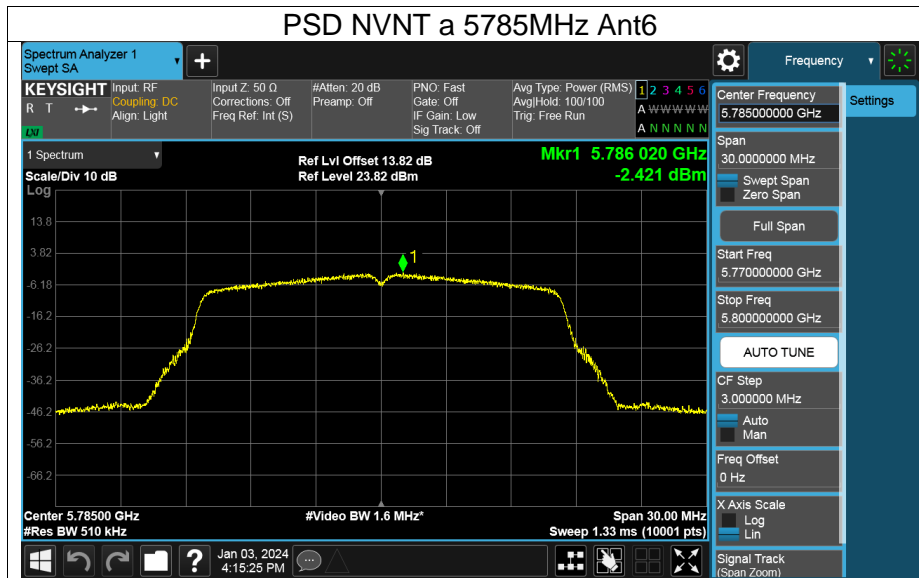 PSD NVNT a 5785MHz Ant6
Spectrum Analyzer 1
Swept SA
+
Frequency
KEYSIGHT
R T
LXI
Input: RF
Coupling: DC
Align: Light
Input Z: 50 Ω
Corrections: Off
Freq Ref: Int (S)
#Atten: 20 dB
Preamp: Off
PNO: Fast
Gate: Off
IF Gain: Low
Sig Track: Off
Avg Type: Power (RMS)
Avg|Hold: 100/100
Trig: Free Run
1 2 3 4 5 6
A W W W W W
A N N N N N
1 Spectrum
Scale/Div 10 dB
Ref Lvl Offset 13.82 dB
Ref Level 23.82 dBm
Mkr1 5.786 020 GHz
-2.421 dBm
Log
13.8
3.82
-6.18
-16.2
-26.2
-36.2
-46.2
-56.2
-66.2
1
Center 5.78500 GHz
#Res BW 510 kHz
#Video BW 1.6 MHz*
Span 30.00 MHz
Sweep 1.33 ms (10001 pts)
Center Frequency
5.785000000 GHz
Settings
Span
30.0000000 MHz
Swept Span
Zero Span
Full Span
Start Freq
5.770000000 GHz
Stop Freq
5.800000000 GHz
AUTO TUNE
CF Step
3.000000 MHz
Auto
Man
Freq Offset
0 Hz
X Axis Scale
Log
Lin
Signal Track
(Span Zoom)
?
Jan 03, 2024
4:15:25 PM